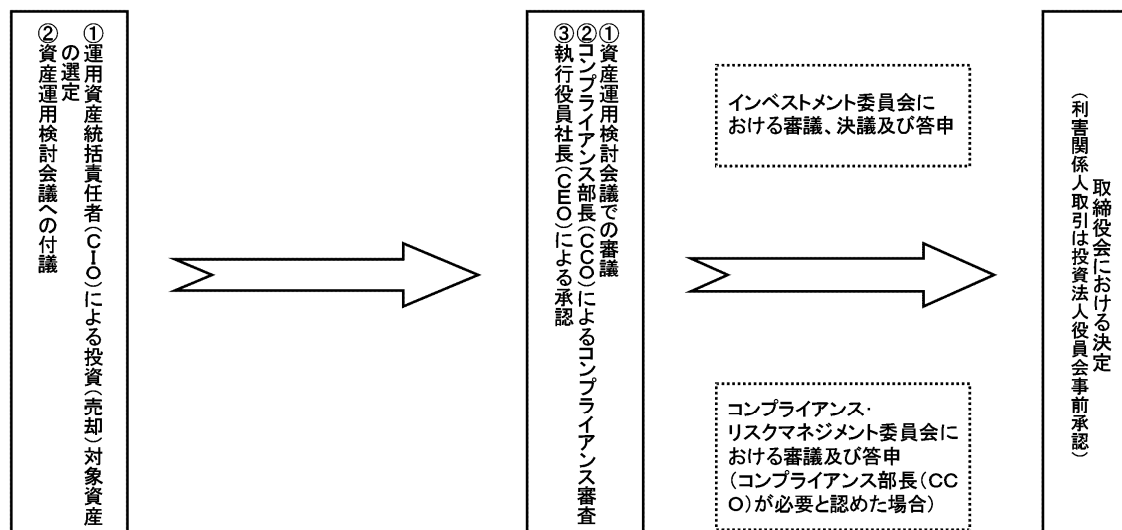 ①運用資産統括責任者(CIO)による投資(売却)対象資産
の選定
②資産運用検討会議への付議
①資産運用検討会議での審議
②コンプライアンス部長(CCO)によるコンプライアンス審査
③執行役員社長(CEO)による承認
インベストメント委員会に
おける審議、決議及び答申
コンプライアンス・
リスクマネジメント委員会に
おける審議及び答申
(コンプライアンス部長(CC
O)が必要と認めた場合)
取締役会における決定
(利害関係人取引は投資法人役員会事前承認)